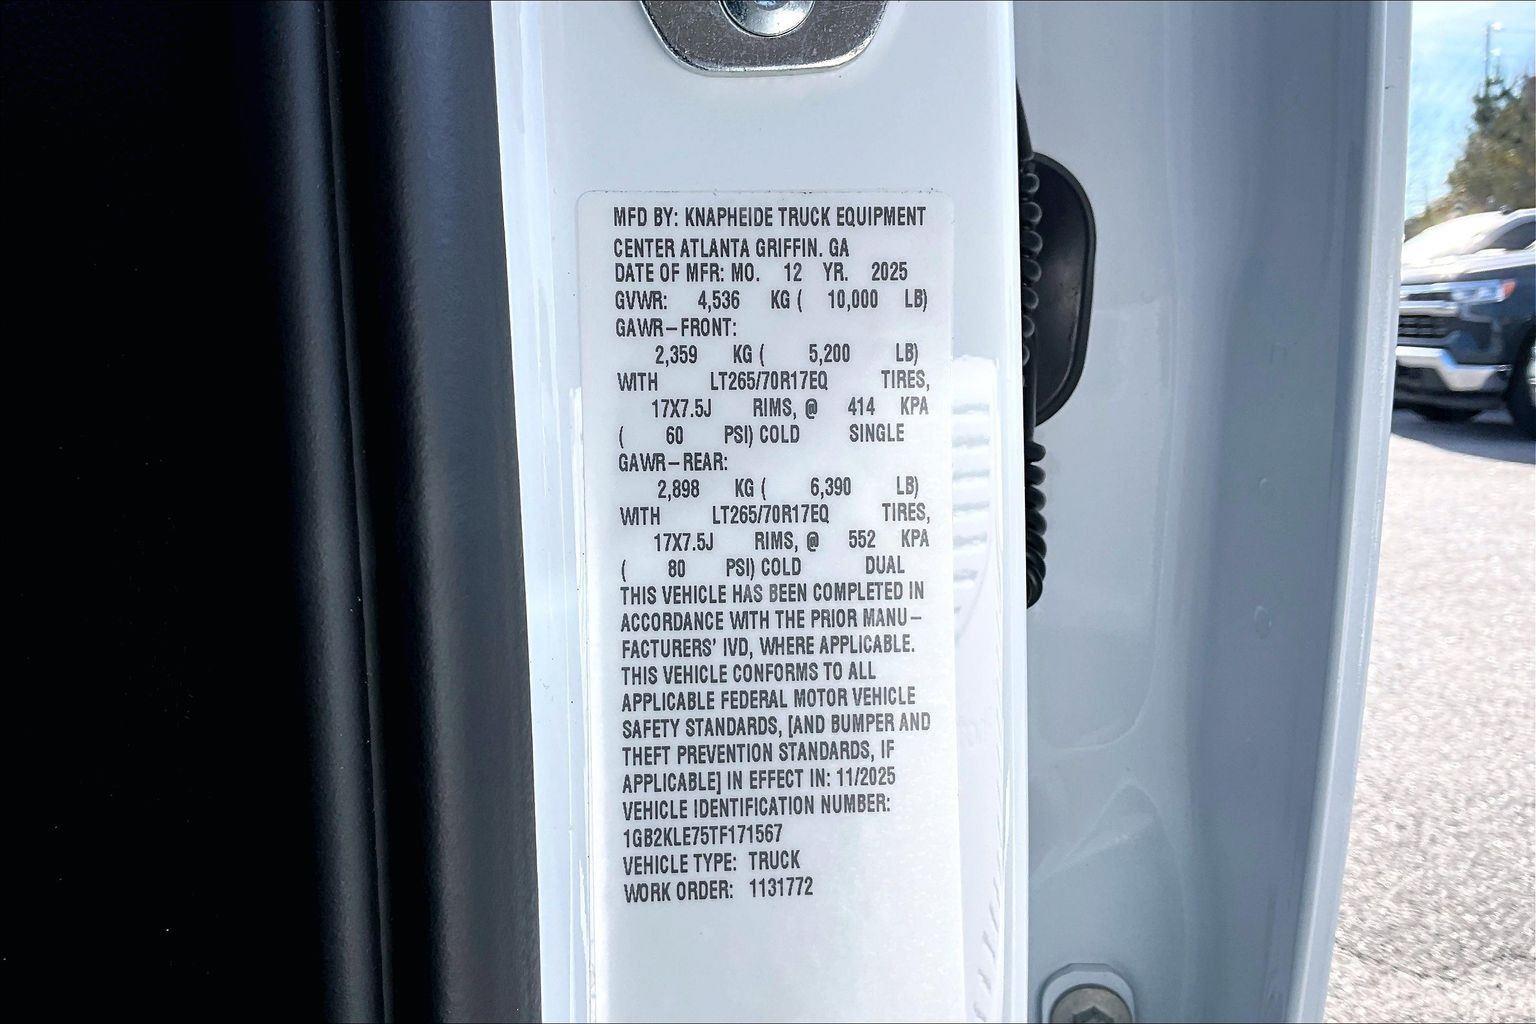 MFD BY: KNAPHEIDE TRUCK EQUIPMENT
CENTER ATLANTA GRIFFIN. GA
DATE OF MFR: MO. 12 YR. 2025
GVWR: 4,536 KG ( 10,000 LB)
GAWR-FRONT:
2,359 KG ( 5,200 LB)
WITH LT265/70R17EQ TIRES,
17X7.5J RIMS, @ 414 KPA
( 60 PSI) COLD SINGLE
GAWR-REAR:
2,898 KG ( 6,390 LB)
WITH LT265/70R17EQ TIRES,
17X7.5J RIMS, @ 552 KPA
( 80 PSI) COLD DUAL
THIS VEHICLE HAS BEEN COMPLETED IN
ACCORDANCE WITH THE PRIOR MANU-
FACTURERS' IVD, WHERE APPLICABLE.
THIS VEHICLE CONFORMS TO ALL
APPLICABLE FEDERAL MOTOR VEHICLE
SAFETY STANDARDS, [AND BUMPER AND
THEFT PREVENTION STANDARDS, IF
APPLICABLE] IN EFFECT IN: 11/2025
VEHICLE IDENTIFICATION NUMBER:
1GB2KLE75TF171567
VEHICLE TYPE: TRUCK
WORK ORDER: 1131772